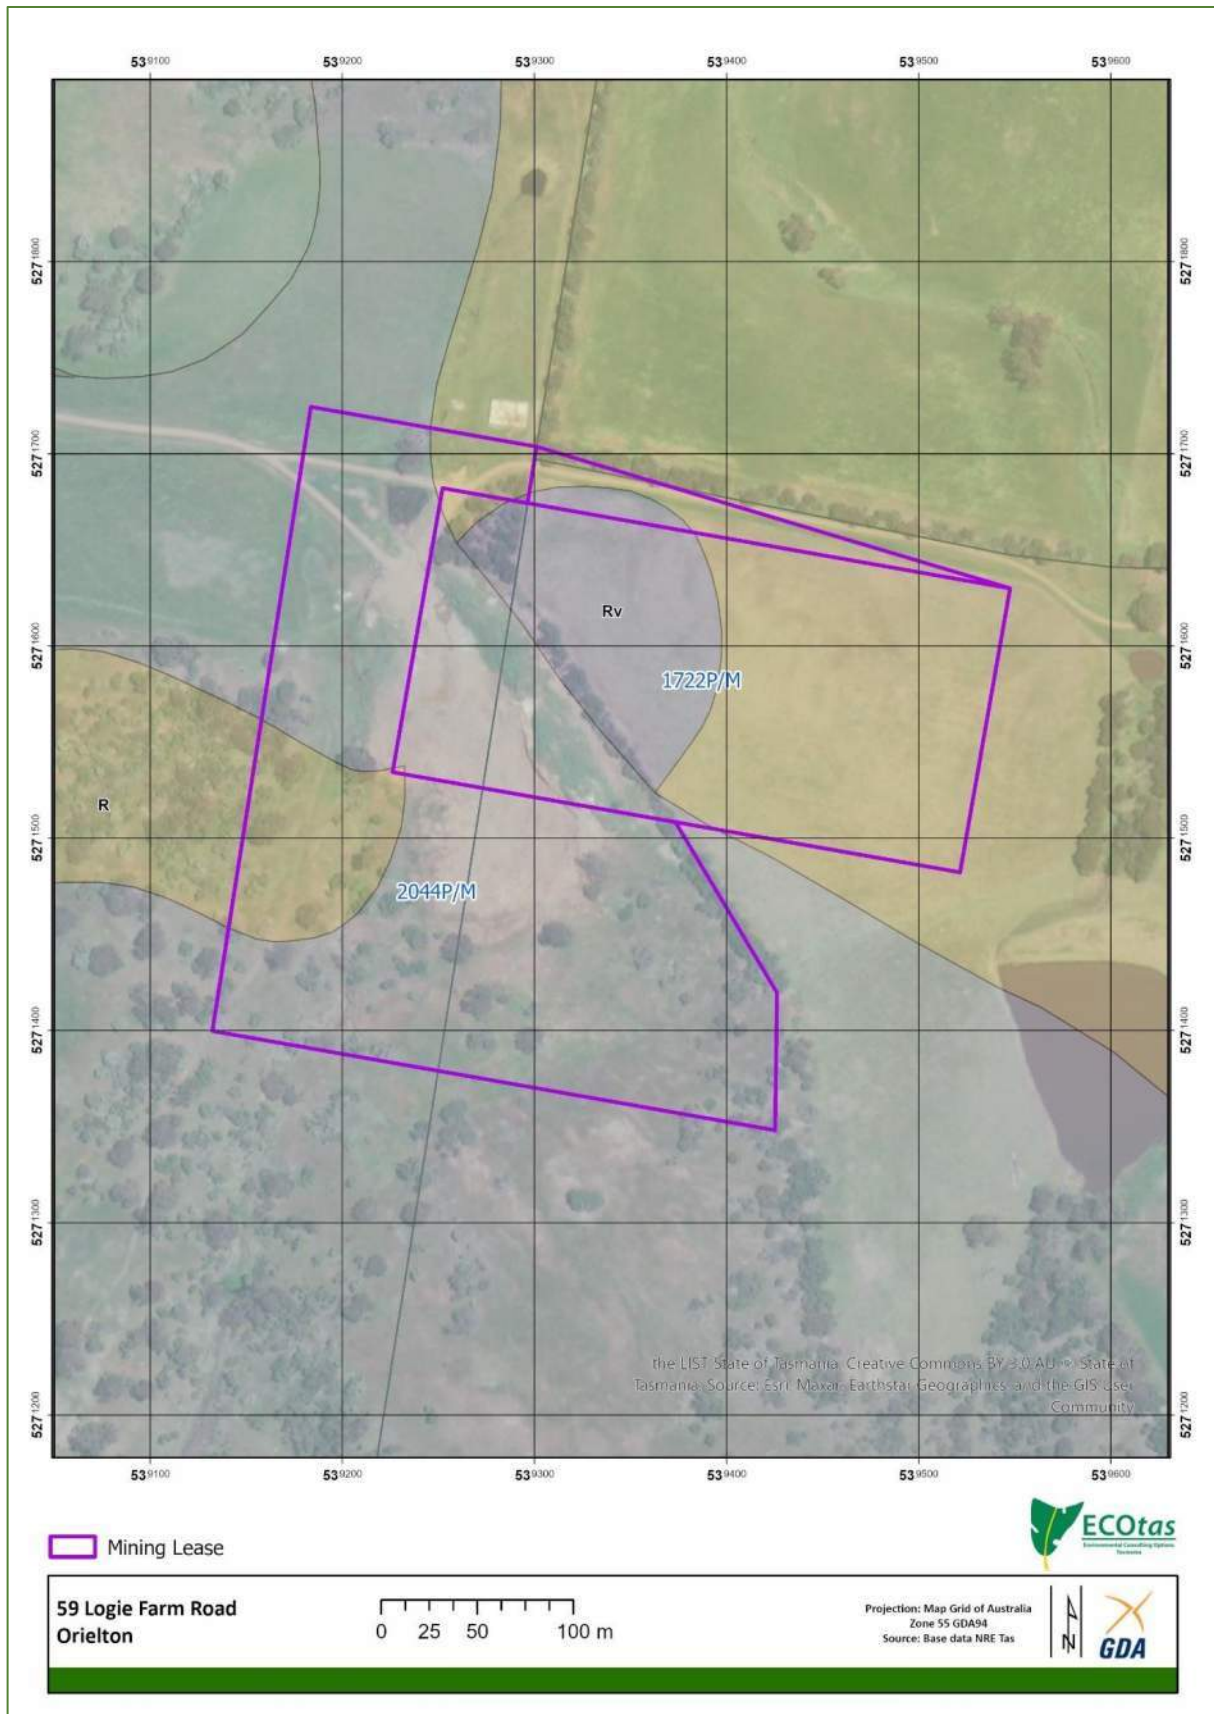 539100 539200 539300 539400 539500 539600
5271800 5271800
5271700 5271700
Rv
5271600 5271600
1722P/M
R
5271500 5271500
2044P/M
5271400 5271400
5271300 5271300
the LIST State of Tasmania, Creative Commons BY 3.0 AU © State of
Tasmania, Source: Esri, Maxar, Earthstar Geographics, and the GIS User
Community
5271200 5271200
539100 539200 539300 539400 539500 539600
Mining Lease
ECOtas
Environmental Consulting Options
Tasmania
59 Logie Farm Road
Orielton
0 25 50 100 m
Projection: Map Grid of Australia
Zone 55 GDA94
Source: Base data NRE Tas
N
GDA